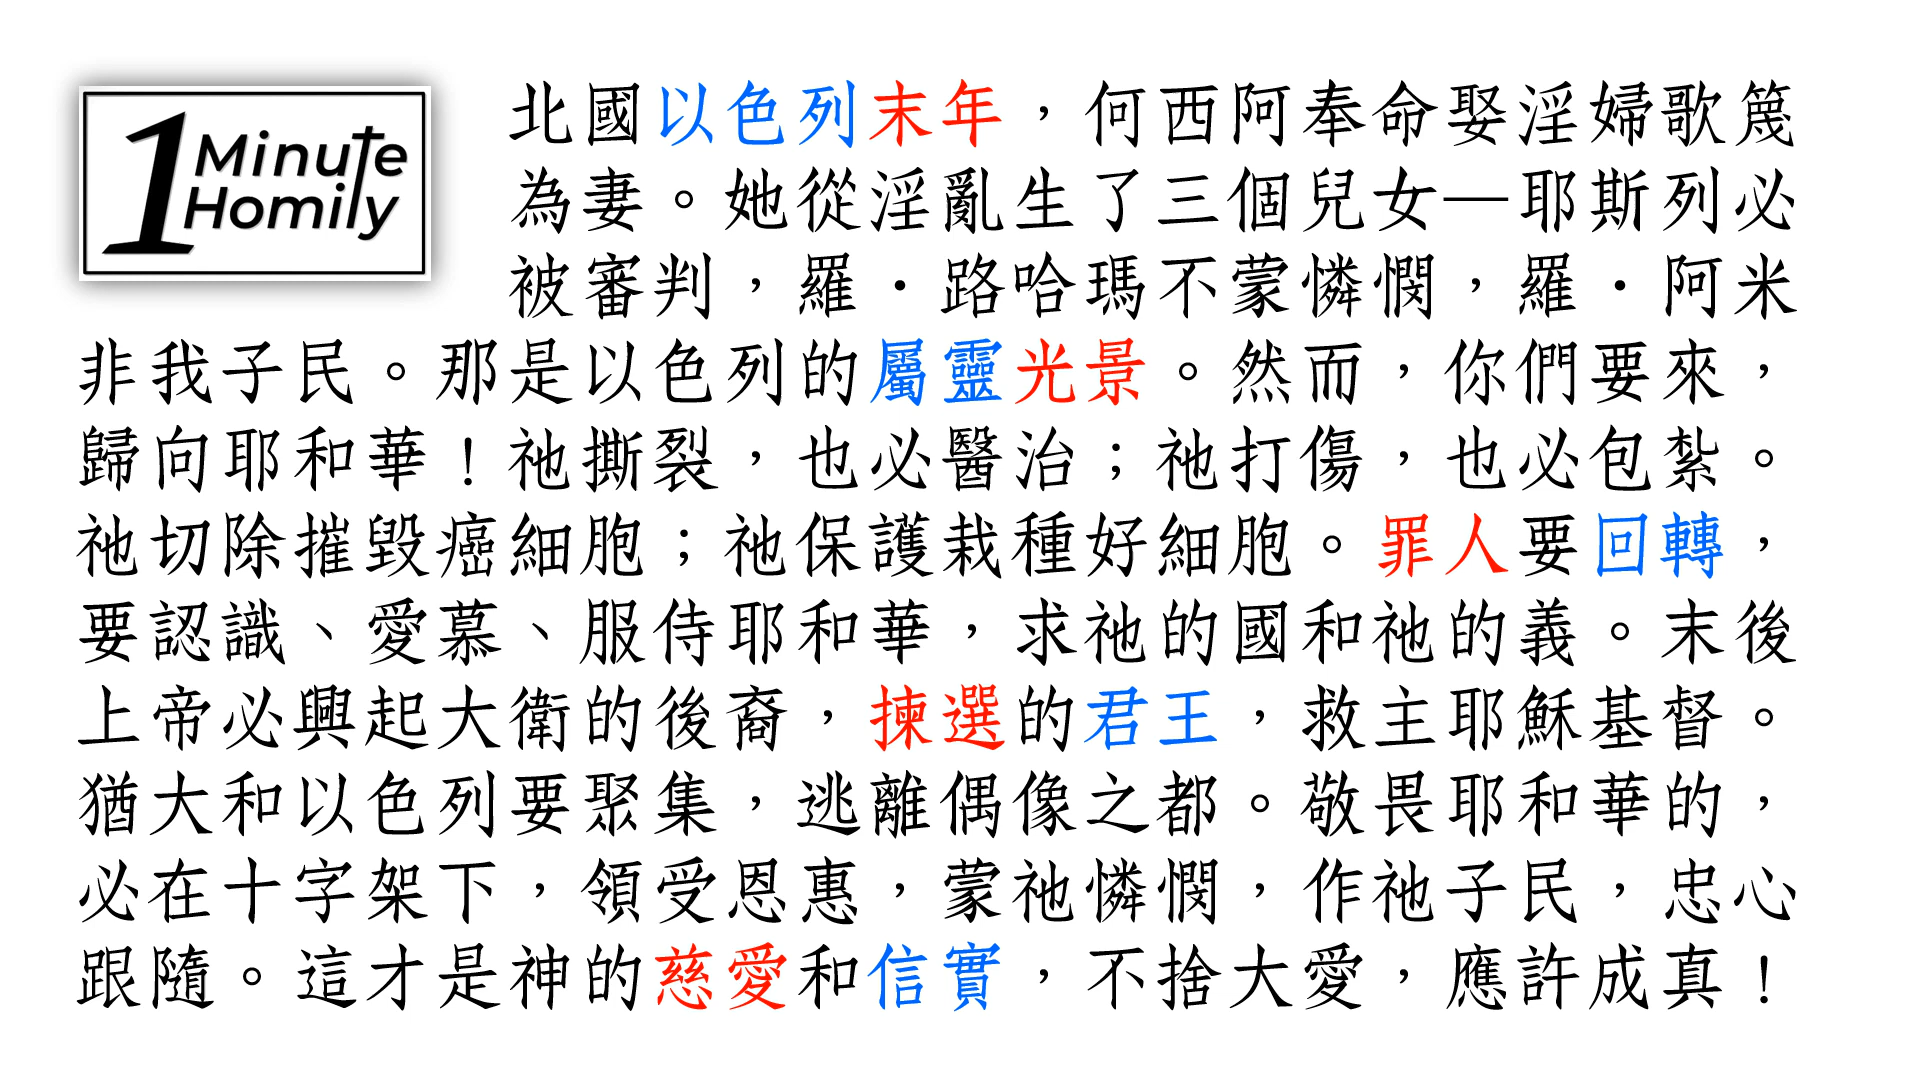 1 Minute
Homily
北國以色列末年，何西阿奉命娶淫婦歌篾
為妻。她從淫亂生了三個兒女—耶斯列必
被審判，羅・路哈瑪不蒙憐憫，羅・阿米
非我子民。那是以色列的屬靈光景。然而，你們要來，
歸向耶和華！祂撕裂，也必醫治；祂打傷，也必包紮。
祂切除摧毀癌細胞；祂保護栽種好細胞。罪人要回轉，
要認識、愛慕、服侍耶和華，求祂的國和祂的義。末後
上帝必興起大衛的後裔，揀選的君王，救主耶穌基督。
猶大和以色列要聚集，逃離偶像之都。敬畏耶和華的，
必在十字架下，領受恩惠，蒙祂憐憫，作祂子民，忠心
跟隨。這才是神的慈愛和信實，不捨大愛，應許成真！